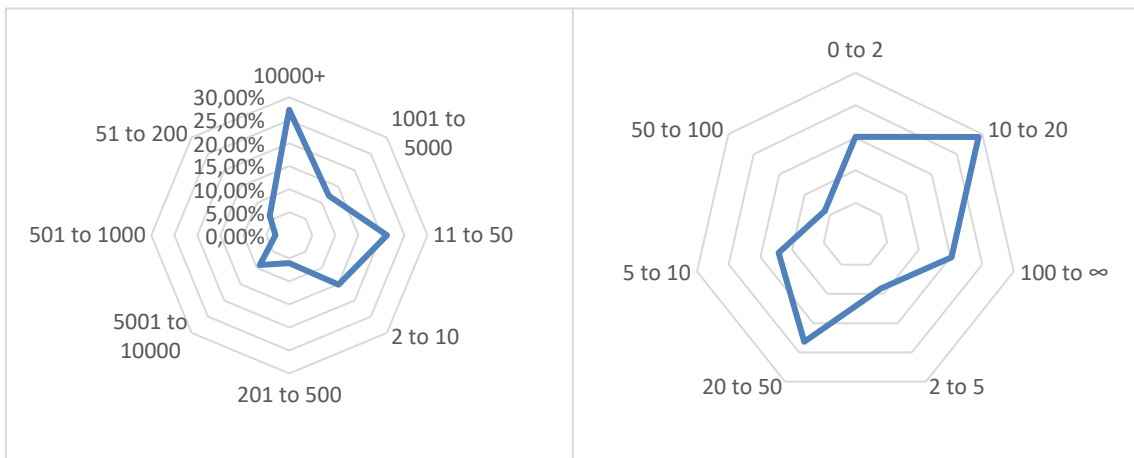 10000+
30,00%
25,00%
20,00%
15,00%
10,00%
5,00%
0,00%
1001 to
5000
11 to 50
2 to 10
201 to 500
5001 to
10000
501 to 1000
51 to 200
0 to 2
10 to 20
100 to ∞
2 to 5
20 to 50
5 to 10
50 to 100